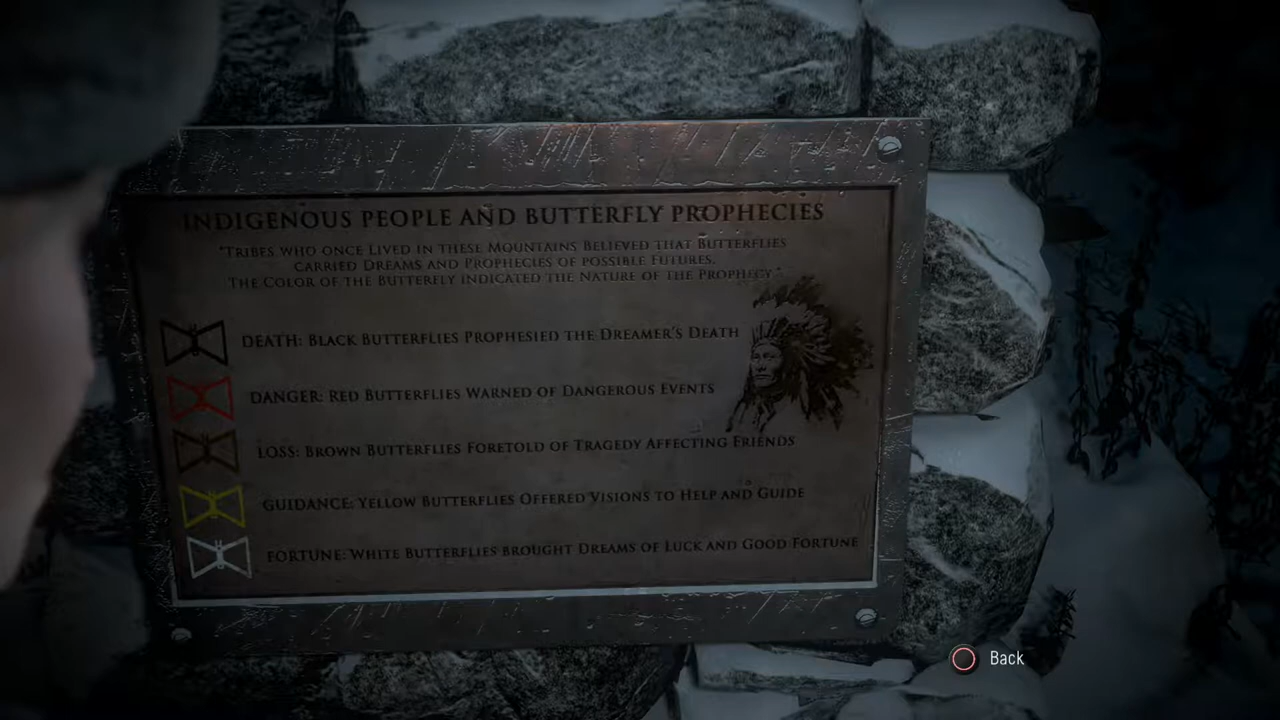 INDIGENOUS PEOPLE AND BUTTERFLY PROPHECIES
"TRIBES WHO ONCE LIVED IN THESE MOUNTAINS BELIEVED THAT BUTTERFLIES
CARRIED DREAMS AND PROPHECIES OF POSSIBLE FUTURES.
THE COLOR OF THE BUTTERFLY INDICATED THE NATURE OF THE PROPHECY."
DEATH: BLACK BUTTERFLIES PROPHESIED THE DREAMER'S DEATH
DANGER: RED BUTTERFLIES WARNED OF DANGEROUS EVENTS
LOSS: BROWN BUTTERFLIES FORETOLD OF TRAGEDY AFFECTING FRIENDS
GUIDANCE: YELLOW BUTTERFLIES OFFERED VISIONS TO HELP AND GUIDE
FORTUNE: WHITE BUTTERFLIES BROUGHT DREAMS OF LUCK AND GOOD FORTUNE
Back